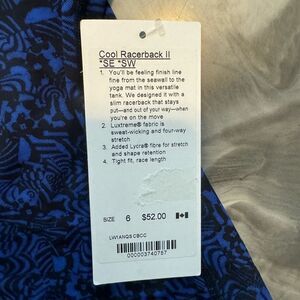 Cool Racerback II
*SE *SW
1. You'll be feeling finish line
fine from the seawall to the
yoga mat in this versatile
tank. We designed it with a
slim racerback that stays
put—and out of your way—when
you're on the move
2. Luxtreme® fabric is
sweat-wicking and four-way
stretch
3. Added Lycra® fibre for stretch
and shape retention
4. Tight fit, race length
SIZE 6 $52.00
LW1ANQS CBCC
000003740767